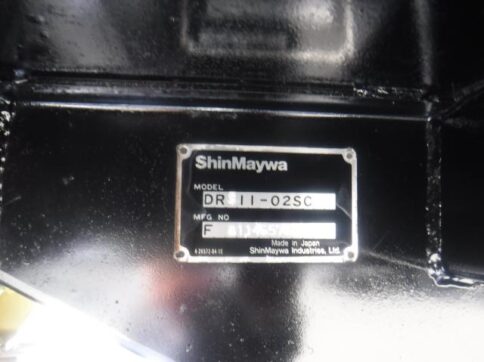 ShinMaywa
MODEL
DR 11-02SC
MFG NO
F
Made in Japan
ShinMaywa Industries, Ltd.